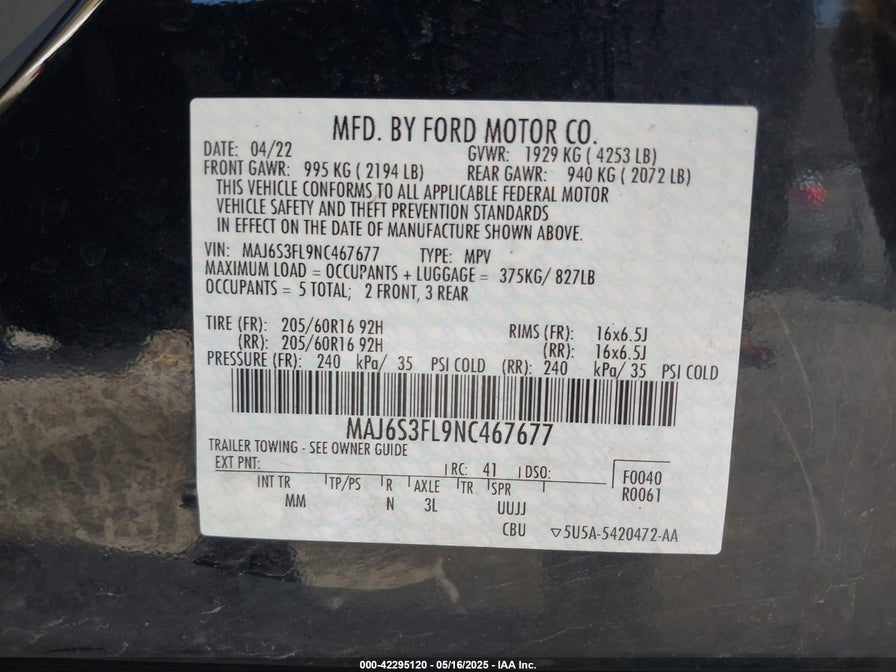 MFD. BY FORD MOTOR CO.
DATE: 04/22 GVWR: 1929 KG ( 4253 LB)
FRONT GAWR: 995 KG ( 2194 LB) REAR GAWR: 940 KG ( 2072 LB)
THIS VEHICLE CONFORMS TO ALL APPLICABLE FEDERAL MOTOR
VEHICLE SAFETY AND THEFT PREVENTION STANDARDS
IN EFFECT ON THE DATE OF MANUFACTURE SHOWN ABOVE.
VIN: MAJ6S3FL9NC467677 TYPE: MPV
MAXIMUM LOAD = OCCUPANTS + LUGGAGE = 375KG/ 827LB
OCCUPANTS = 5 TOTAL; 2 FRONT, 3 REAR
TIRE (FR): 205/60R16 92H RIMS (FR): 16x6.5J
(RR): 205/60R16 92H (RR): 16x6.5J
PRESSURE (FR): 240 kPa/ 35 PSI COLD (RR): 240 kPa/ 35 PSI COLD
MAJ6S3FL9NC467677
TRAILER TOWING - SEE OWNER GUIDE
EXT PNT: RC: 41 DSO: F0040
R0061
INT TR TP/PS R AXLE TR SPR
MM N 3L UUJJ
CBU ▽5U5A-5420472-AA
000-42295120 - 05/16/2025 - IAA Inc.